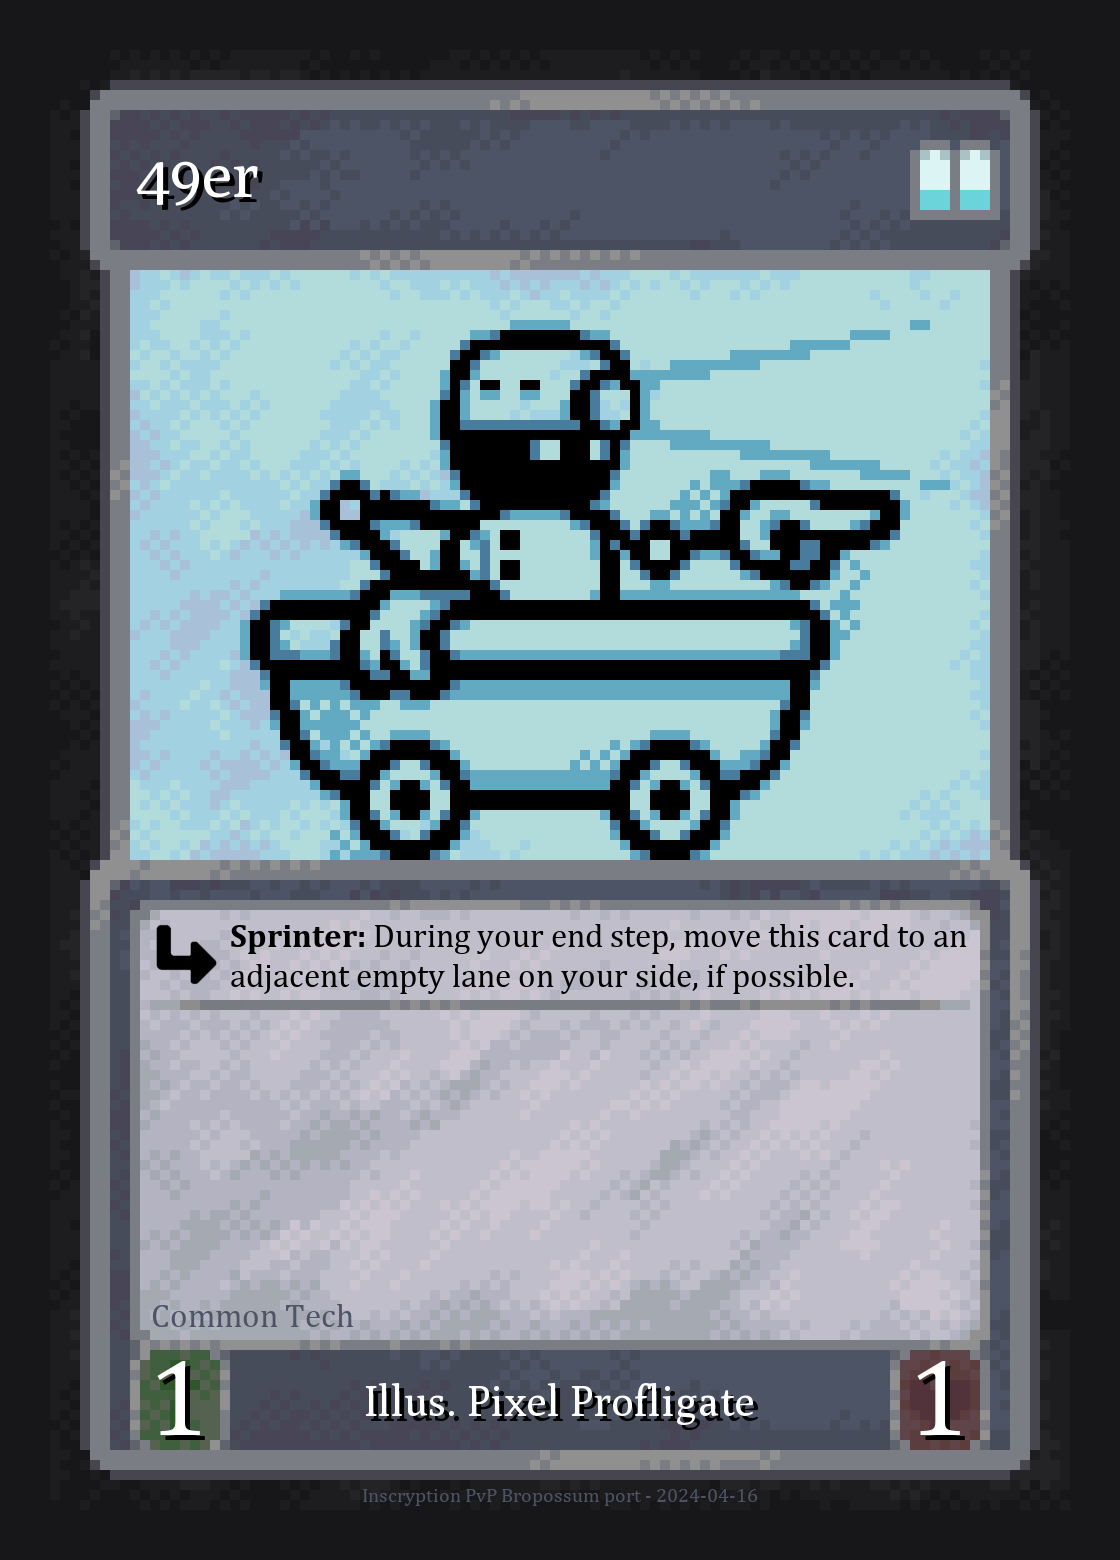 49er
Sprinter: During your end step, move this card to an
adjacent empty lane on your side, if possible.
Common Tech
1
Illus. Pixel Profligate
1
Inscryption PvP Bropossum port - 2024-04-16